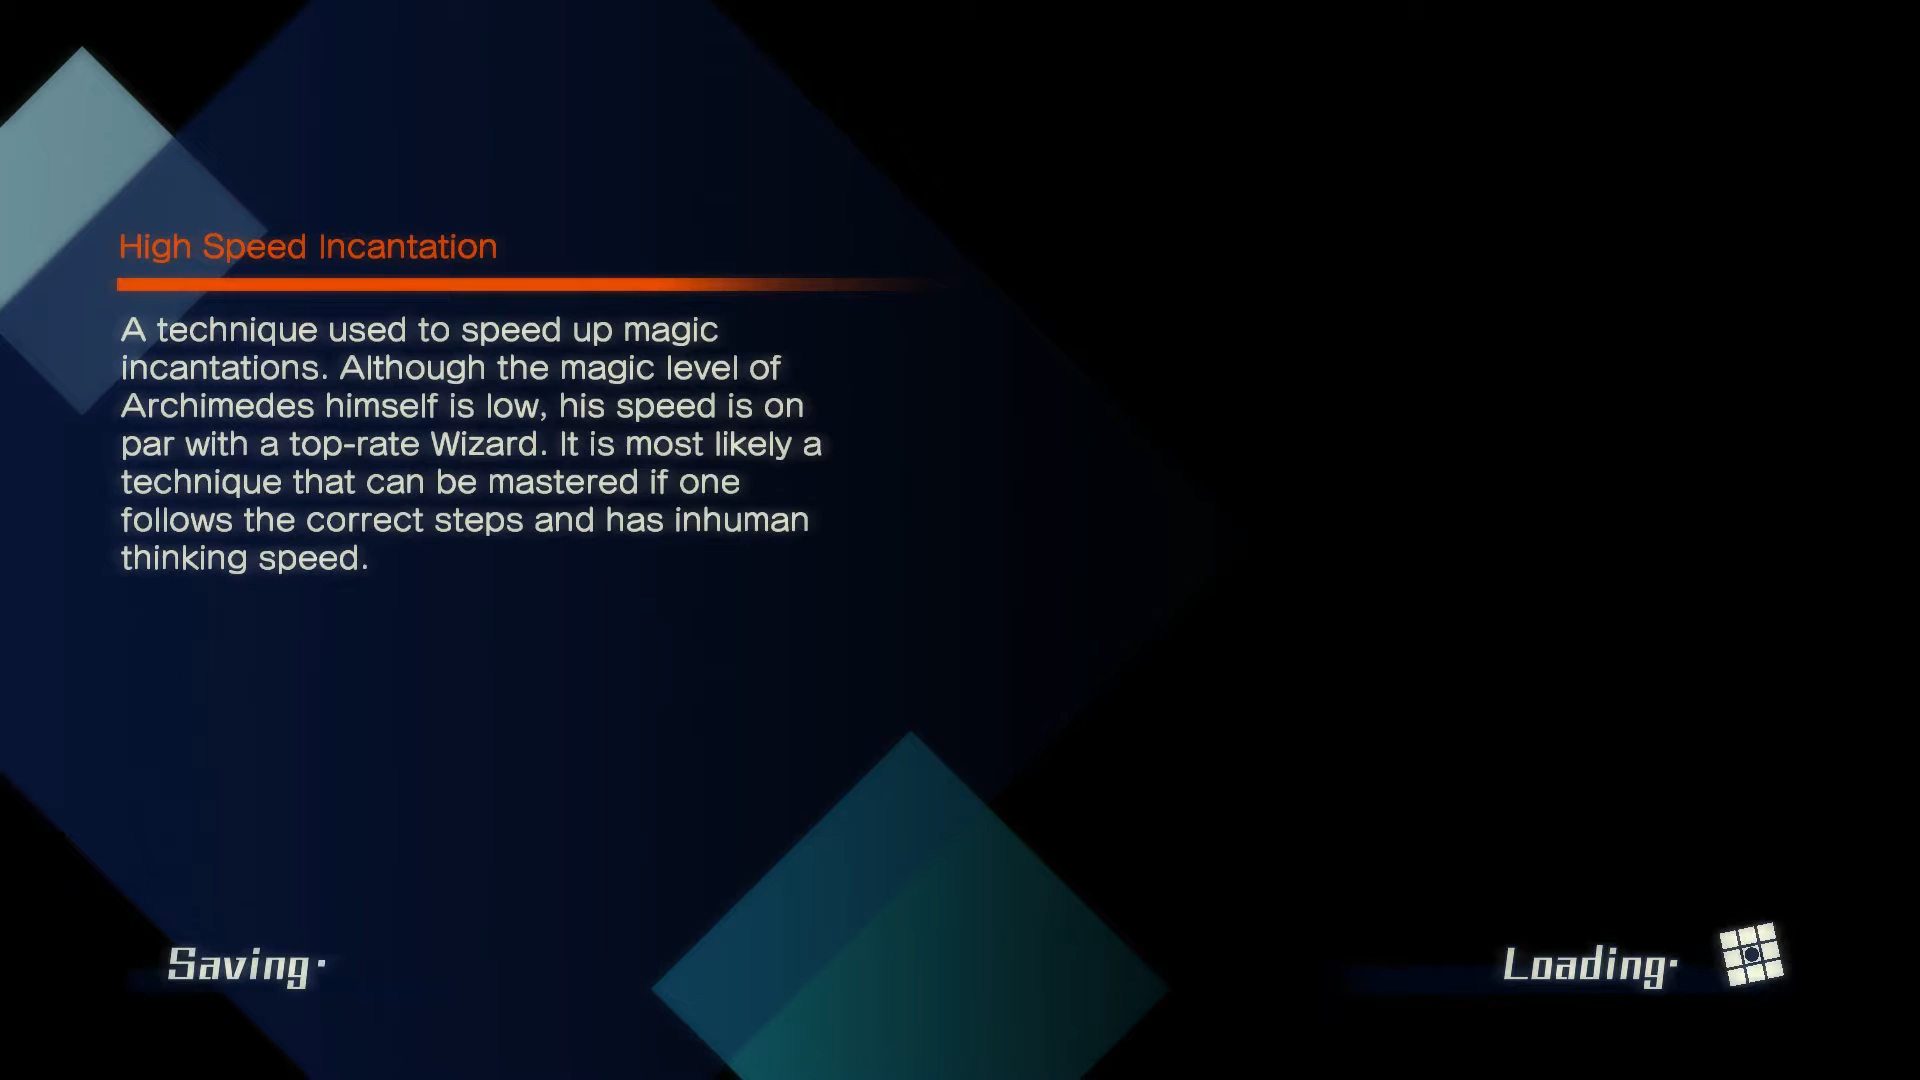 High Speed Incantation
A technique used to speed up magic
incantations. Although the magic level of
Archimedes himself is low, his speed is on
par with a top-rate Wizard. It is most likely a
technique that can be mastered if one
follows the correct steps and has inhuman
thinking speed.
Saving·
Loading·